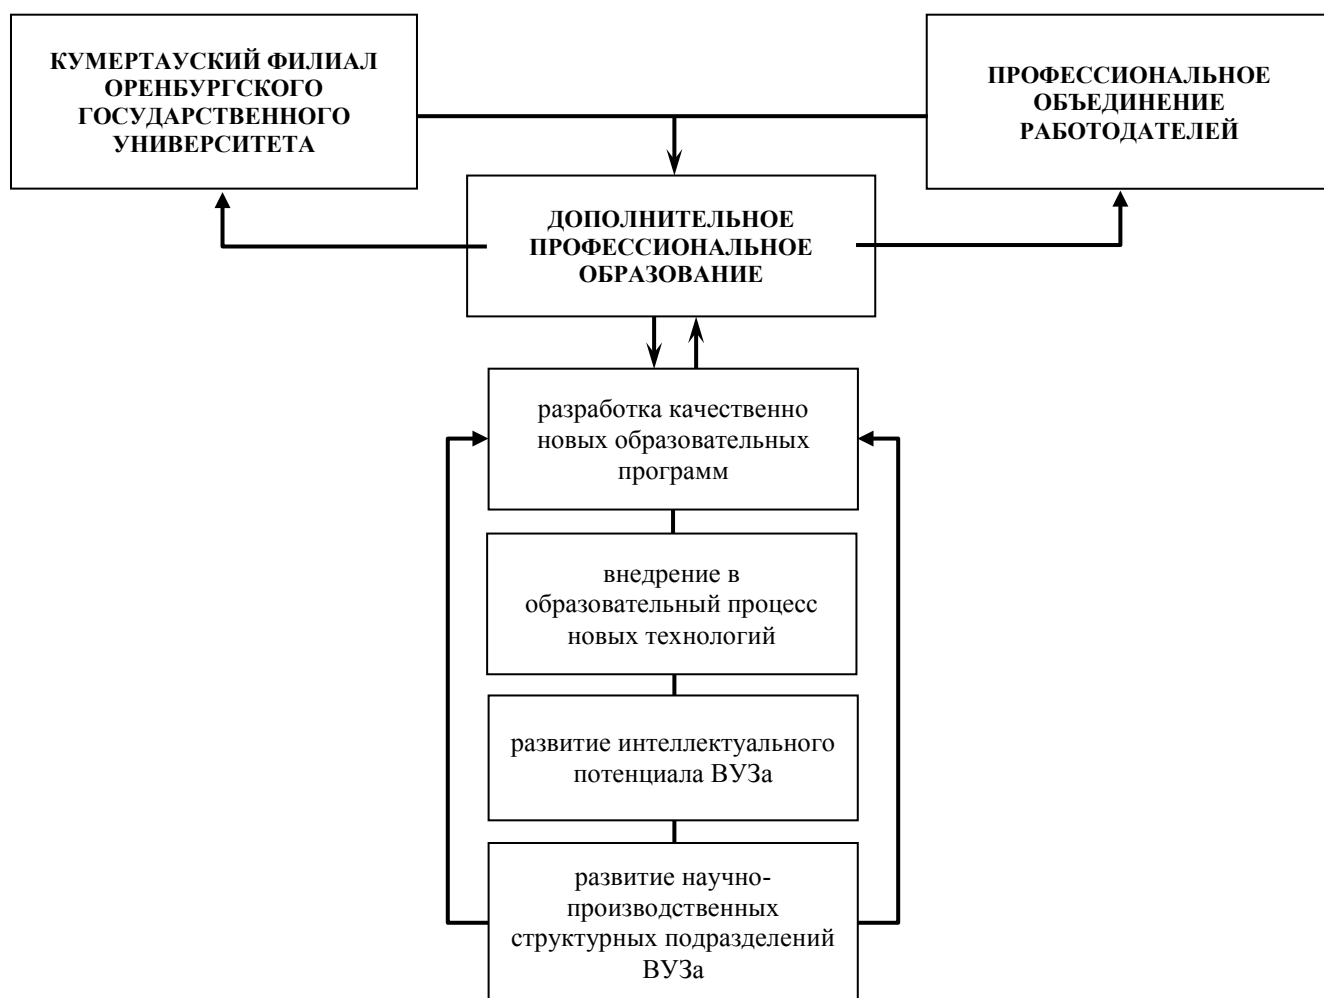 КУМЕРТАУСКИЙ ФИЛИАЛ
ОРЕНБУРГСКОГО
ГОСУДАРСТВЕННОГО
УНИВЕРСИТЕТА
ПРОФЕССИОНАЛЬНОЕ
ОБЪЕДИНЕНИЕ
РАБОТОДАТЕЛЕЙ
ДОПОЛНИТЕЛЬНОЕ
ПРОФЕССИОНАЛЬНОЕ
ОБРАЗОВАНИЕ
разработка качественно
новых образовательных
программ
внедрение в
образовательный процесс
новых технологий
развитие интеллектуального
потенциала ВУЗа
развитие научно-
производственных
структурных подразделений
ВУЗа